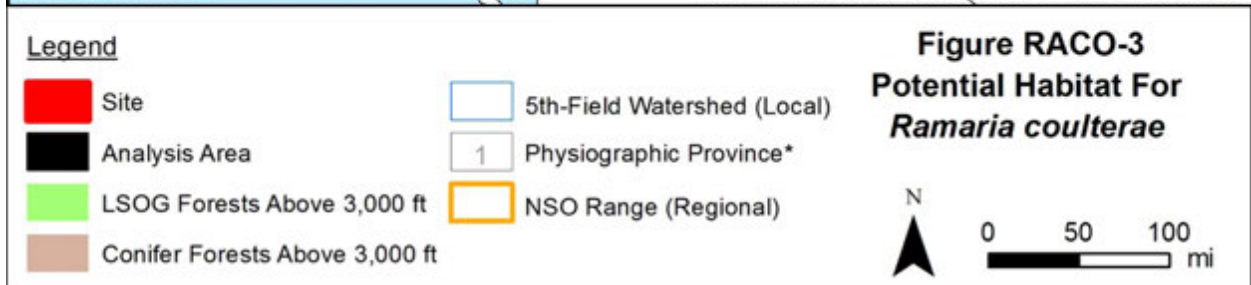 Legend
Site
Analysis Area
LSOG Forests Above 3,000 ft
Conifer Forests Above 3,000 ft
5th-Field Watershed (Local)
1 Physiographic Province*
NSO Range (Regional)
Figure RACO-3
Potential Habitat For
Ramaria coulterae
N
0 50 100
mi